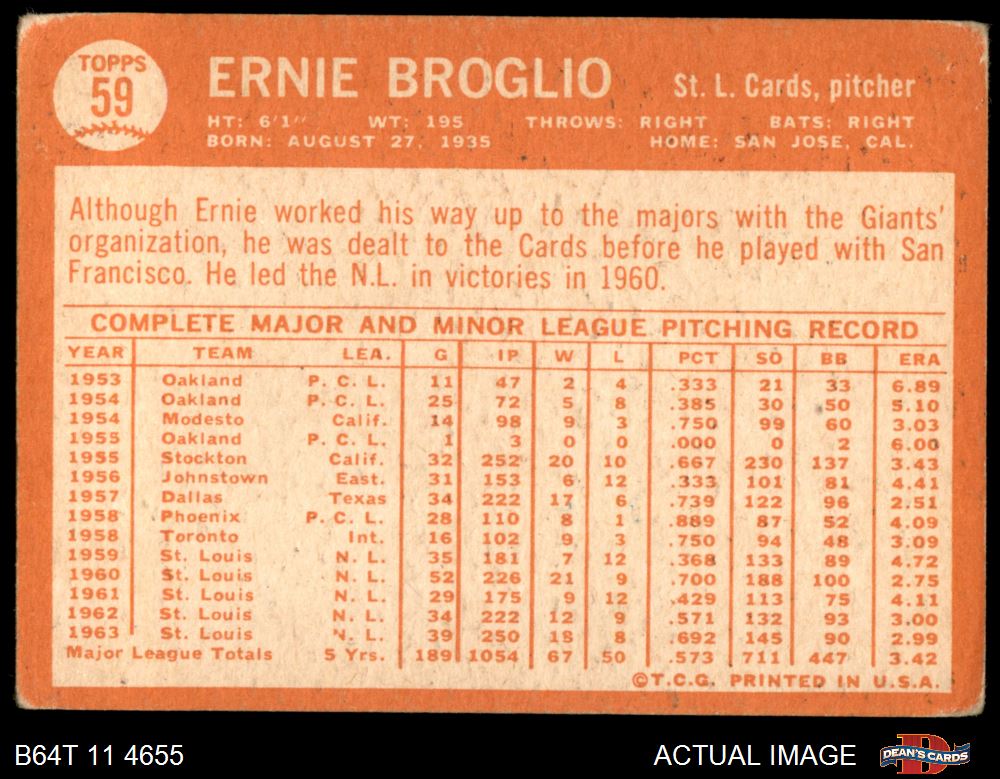 TOPPS
59
ERNIE BROGLIO St. L. Cards, pitcher
HT: 6'1" WT: 195 THROWS: RIGHT BATS: RIGHT
BORN: AUGUST 27, 1935 HOME: SAN JOSE, CAL.
Although Ernie worked his way up to the majors with the Giants'
organization, he was dealt to the Cards before he played with San
Francisco. He led the N.L. in victories in 1960.
COMPLETE MAJOR AND MINOR LEAGUE PITCHING RECORD
YEAR TEAM LEA. G IP W L PCT SO BB ERA
1953 Oakland P. C. L. 11 47 2 4 .333 21 33 6.89
1954 Oakland P. C. L. 25 72 5 8 .385 30 50 5.10
1954 Modesto Calif. 14 98 9 3 .750 99 60 3.03
1955 Oakland P. C. L. 1 3 0 0 .000 0 2 6.00
1955 Stockton Calif. 32 252 20 10 .667 230 137 3.43
1956 Johnstown East. 31 153 6 12 .333 101 81 4.41
1957 Dallas Texas 34 222 17 6 .739 122 96 2.51
1958 Phoenix P. C. L. 28 110 8 1 .889 87 52 4.09
1958 Toronto Int. 16 102 9 3 .750 94 48 3.09
1959 St. Louis N. L. 35 181 7 12 .368 133 89 4.72
1960 St. Louis N. L. 52 226 21 9 .700 188 100 2.75
1961 St. Louis N. L. 29 175 9 12 .429 113 75 4.11
1962 St. Louis N. L. 34 222 12 9 .571 132 93 3.00
1963 St. Louis N. L. 39 250 18 8 .692 145 90 2.99
Major League Totals 5 Yrs. 189 1054 67 50 .573 711 447 3.42
©T.C.G. PRINTED IN U.S.A.
B64T 11 4655 ACTUAL IMAGE DEAN'S CARDS